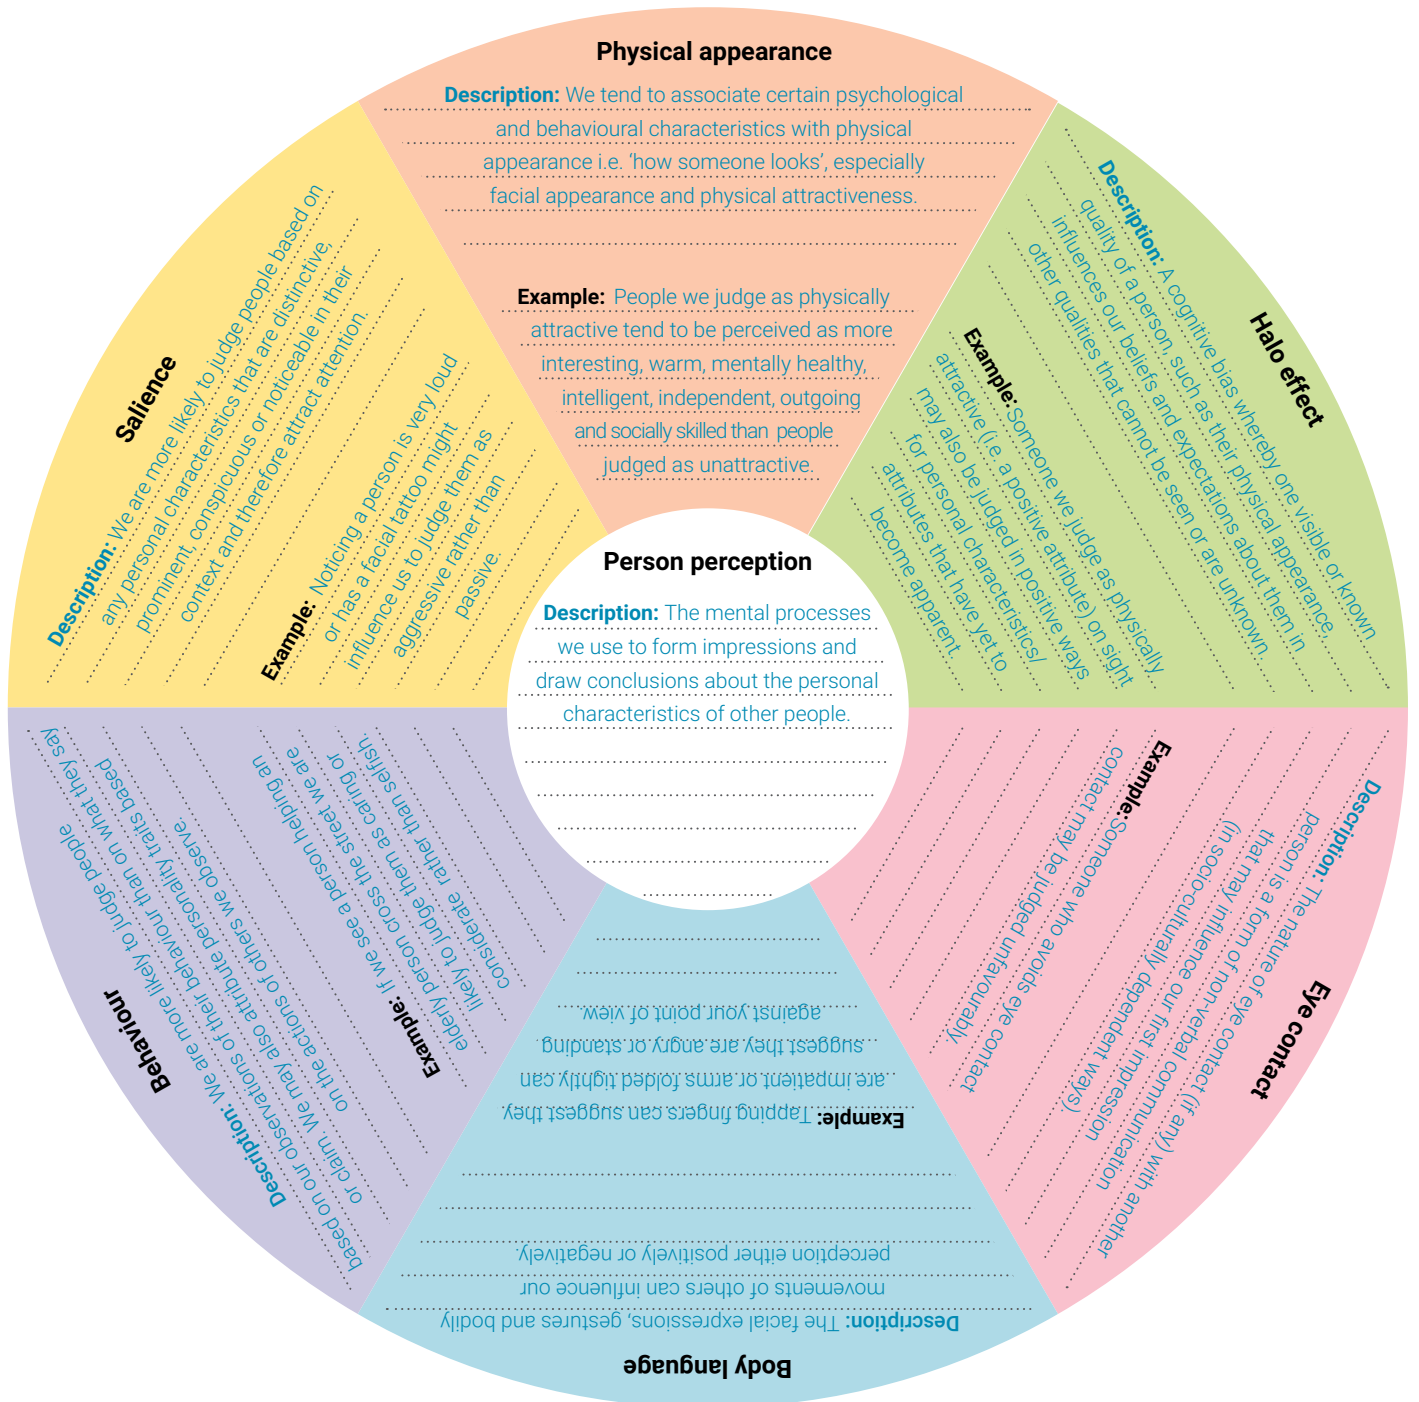 Physical appearance
Description: We tend to associate certain psychological
and behavioural characteristics with physical
appearance i.e. ‘how someone looks’, especially
facial appearance and physical attractiveness.
Example: People we judge as physically
attractive tend to be perceived as more
interesting, warm, mentally healthy,
intelligent, independent, outgoing
and socially skilled than people
judged as unattractive.
Halo effect
Description: A cognitive bias whereby one visible or known
quality of a person, such as their physical appearance,
influences our beliefs and expectations about them in
other qualities that cannot be seen or are unknown.
Example: Someone we judge as physically
attractive (i.e. a positive attribute) on sight
may also be judged in positive ways
for personal characteristics/
attributes that have yet to
become apparent.
Eye contact
Description. The nature of eye contact (if any) with another
person is a form of non-verbal communication
that may influence our first impression
(in socio-culturally dependent ways).
Example: Someone who avoids eye contact
contact may be judged unfavourably.
Body language
Description: The facial expressions, gestures and bodily
movements of others can influence our
perception either positively or negatively.
Example: Tapping fingers can suggest they
are impatient or arms folded tightly can
suggest they are angry or standing
against your point of view.
Behaviour
Description: We are more likely to judge people
based on our observations of their behaviour than on what they say
or claim. We may also attribute personality traits based
on the actions of others we observe.
Example: If we see a person helping an
elderly person cross the street we are
likely to judge them as caring or
considerate rather than selfish.
Salience
Description: We are more likely to judge people based on
any personal characteristics that are distinctive,
prominent, conspicuous or noticeable in their
context and therefore attract attention.
Example: Noticing a person is very loud
or has a facial tattoo might
influence us to judge them as
aggressive rather than
passive.
Person perception
Description: The mental processes
we use to form impressions and
draw conclusions about the personal
characteristics of other people.